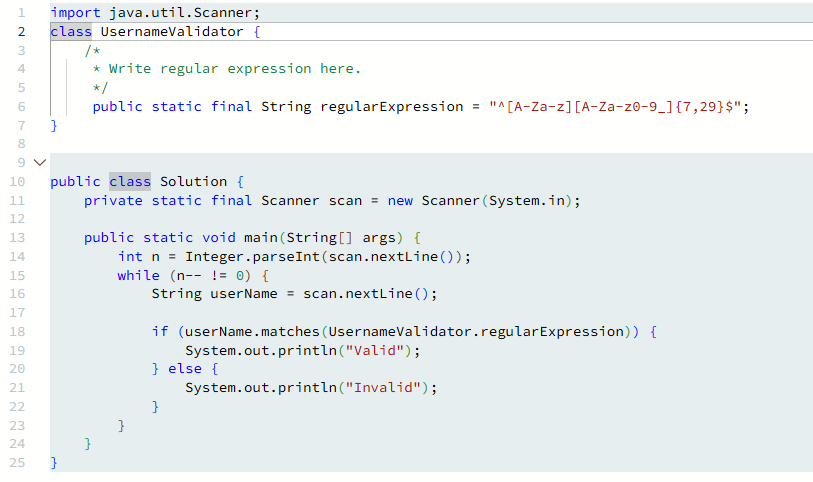 1 import java.util.Scanner;
2 class UsernameValidator {
3     /*
4      * Write regular expression here.
5      */
6      public static final String regularExpression = "^[A-Za-z][A-Za-z0-9_]{7,29}$";
7 }
8
9
10 public class Solution {
11     private static final Scanner scan = new Scanner(System.in);
12
13     public static void main(String[] args) {
14         int n = Integer.parseInt(scan.nextLine());
15         while (n-- != 0) {
16             String userName = scan.nextLine();
17
18             if (userName.matches(UsernameValidator.regularExpression)) {
19                 System.out.println("Valid");
20             } else {
21                 System.out.println("Invalid");
22             }
23         }
24     }
25 }